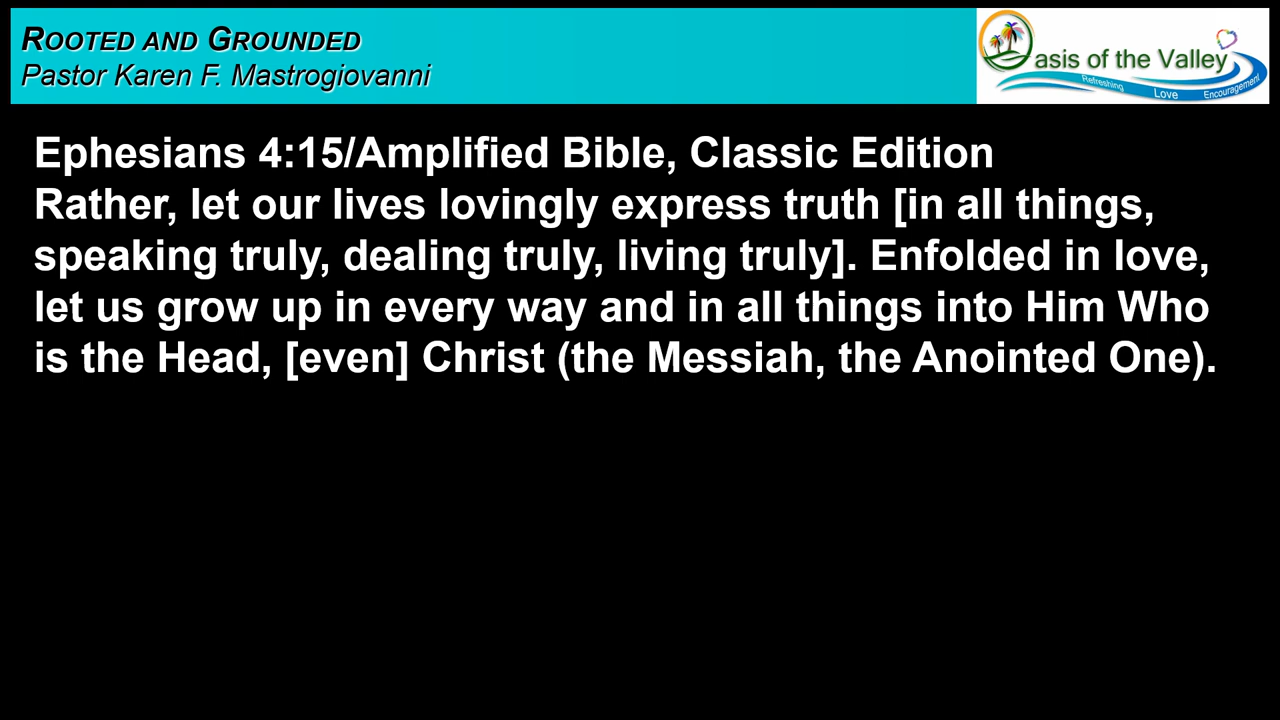 ROOTED AND GROUNDED
Pastor Karen F. Mastrogiovanni
Oasis of the Valley
Refreshing
Love
Encouragement
Ephesians 4:15/Amplified Bible, Classic Edition
Rather, let our lives lovingly express truth [in all things,
speaking truly, dealing truly, living truly]. Enfolded in love,
let us grow up in every way and in all things into Him Who
is the Head, [even] Christ (the Messiah, the Anointed One).